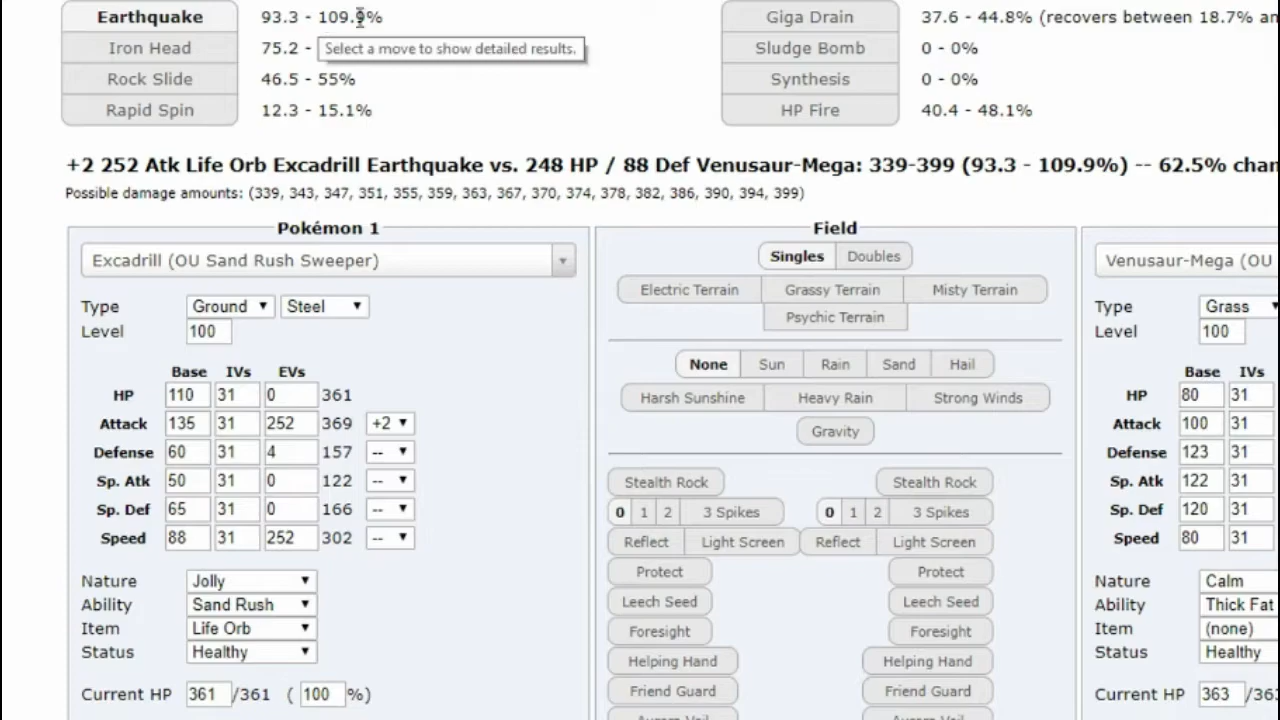 Earthquake 93.3 - 109.9% Giga Drain 37.6 - 44.8% (recovers between 18.7% an
Iron Head 75.2 - Select a move to show detailed results. Sludge Bomb 0 - 0%
Rock Slide 46.5 - 55% Synthesis 0 - 0%
Rapid Spin 12.3 - 15.1% HP Fire 40.4 - 48.1%
+2 252 Atk Life Orb Excadrill Earthquake vs. 248 HP / 88 Def Venusaur-Mega: 339-399 (93.3 - 109.9%) -- 62.5% chan
Possible damage amounts: (339, 343, 347, 351, 355, 359, 363, 367, 370, 374, 378, 382, 386, 390, 394, 399)
Pokémon 1 Field
Excadrill (OU Sand Rush Sweeper) Singles Doubles Venusaur-Mega (OU
Electric Terrain Grassy Terrain Misty Terrain
Type Ground Steel Psychic Terrain Type Grass
Level 100 Level 100
Base IVs EVs None Sun Rain Sand Hail Base IVs
HP 110 31 0 361 Harsh Sunshine Heavy Rain Strong Winds HP 80 31
Attack 135 31 252 369 +2 Gravity Attack 100 31
Defense 60 31 4 157 -- Defense 123 31
Sp. Atk 50 31 0 122 -- Stealth Rock Stealth Rock Sp. Atk 122 31
Sp. Def 65 31 0 166 -- 0 1 2 3 Spikes 0 1 2 3 Spikes Sp. Def 120 31
Speed 88 31 252 302 -- Reflect Light Screen Reflect Light Screen Speed 80 31
Protect Protect
Nature Jolly Nature Calm
Ability Sand Rush Leech Seed Leech Seed Ability Thick Fat
Item Life Orb Foresight Foresight Item (none)
Status Healthy Helping Hand Helping Hand Status Healthy
Current HP 361 /361 ( 100 %) Friend Guard Friend Guard Current HP 363 /363
Aurora Veil Aurora Veil